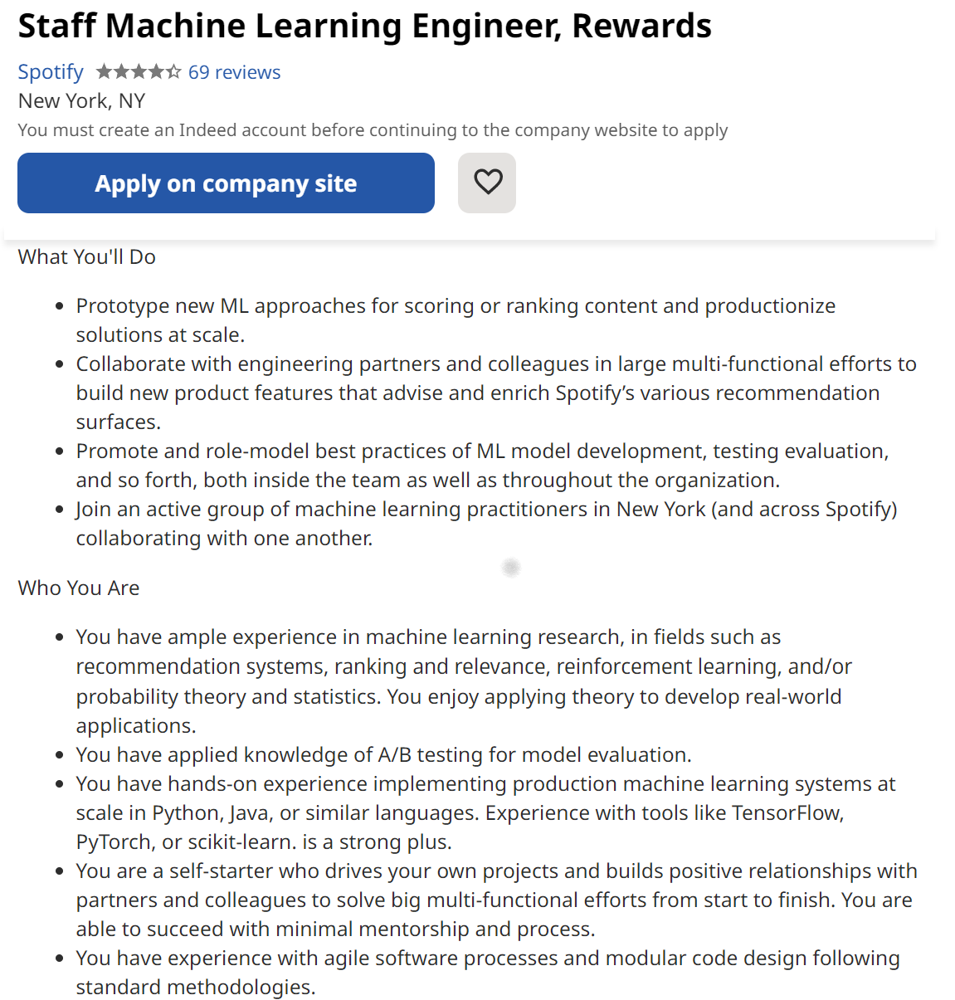 Staff Machine Learning Engineer, Rewards
Spotify 69 reviews
New York, NY
You must create an Indeed account before continuing to the company website to apply
Apply on company site
What You'll Do
• Prototype new ML approaches for scoring or ranking content and productionize
solutions at scale.
• Collaborate with engineering partners and colleagues in large multi-functional efforts to
build new product features that advise and enrich Spotify’s various recommendation
surfaces.
• Promote and role-model best practices of ML model development, testing evaluation,
and so forth, both inside the team as well as throughout the organization.
• Join an active group of machine learning practitioners in New York (and across Spotify)
collaborating with one another.
Who You Are
• You have ample experience in machine learning research, in fields such as
recommendation systems, ranking and relevance, reinforcement learning, and/or
probability theory and statistics. You enjoy applying theory to develop real-world
applications.
• You have applied knowledge of A/B testing for model evaluation.
• You have hands-on experience implementing production machine learning systems at
scale in Python, Java, or similar languages. Experience with tools like TensorFlow,
PyTorch, or scikit-learn. is a strong plus.
• You are a self-starter who drives your own projects and builds positive relationships with
partners and colleagues to solve big multi-functional efforts from start to finish. You are
able to succeed with minimal mentorship and process.
• You have experience with agile software processes and modular code design following
standard methodologies.